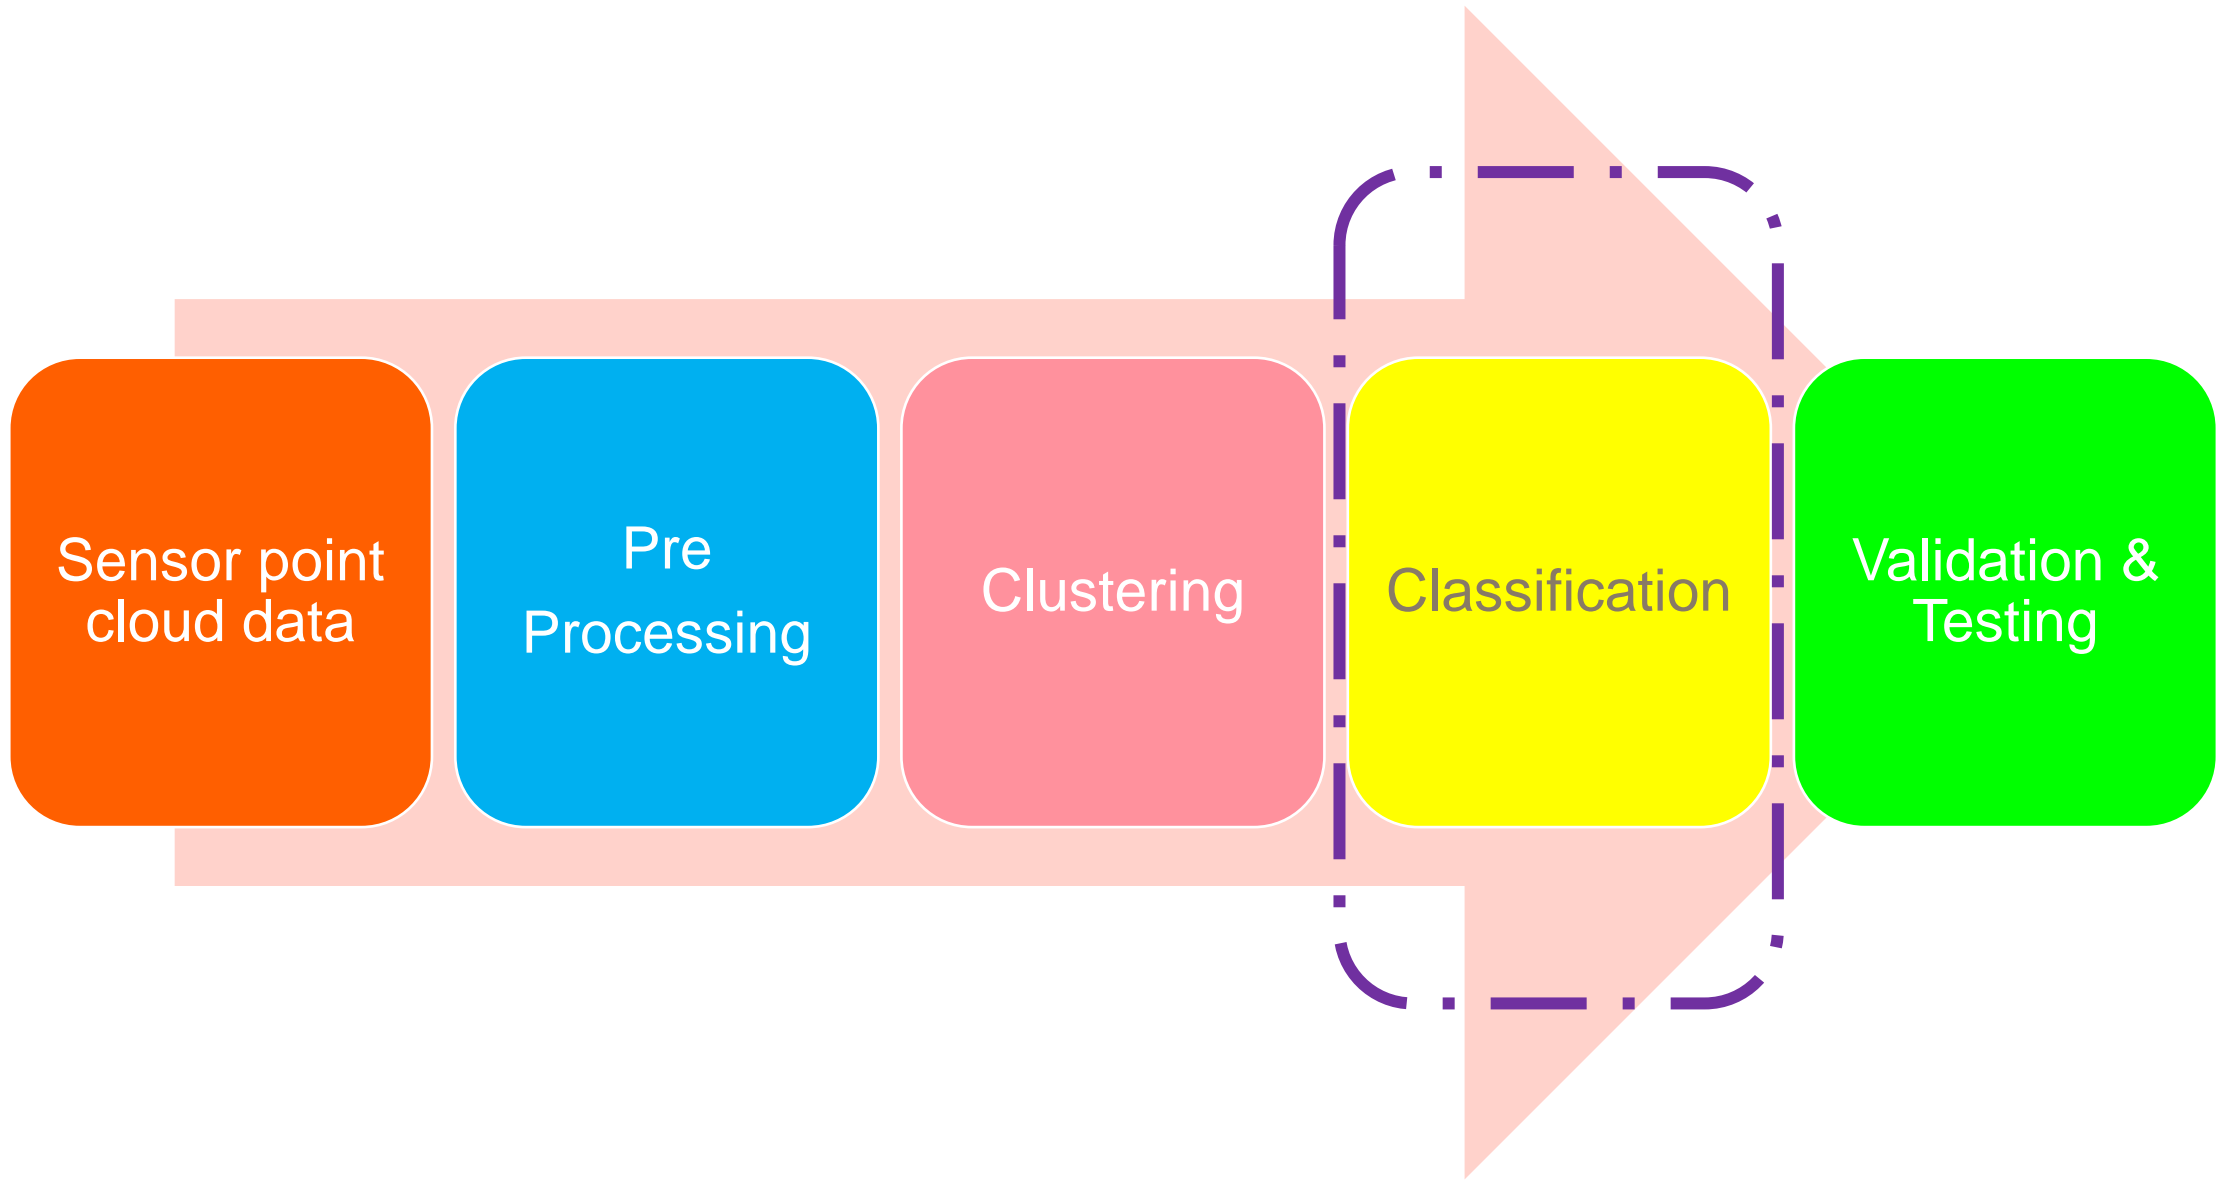 Sensor point
cloud data
Pre
Processing
Clustering
Classification
Validation &
Testing